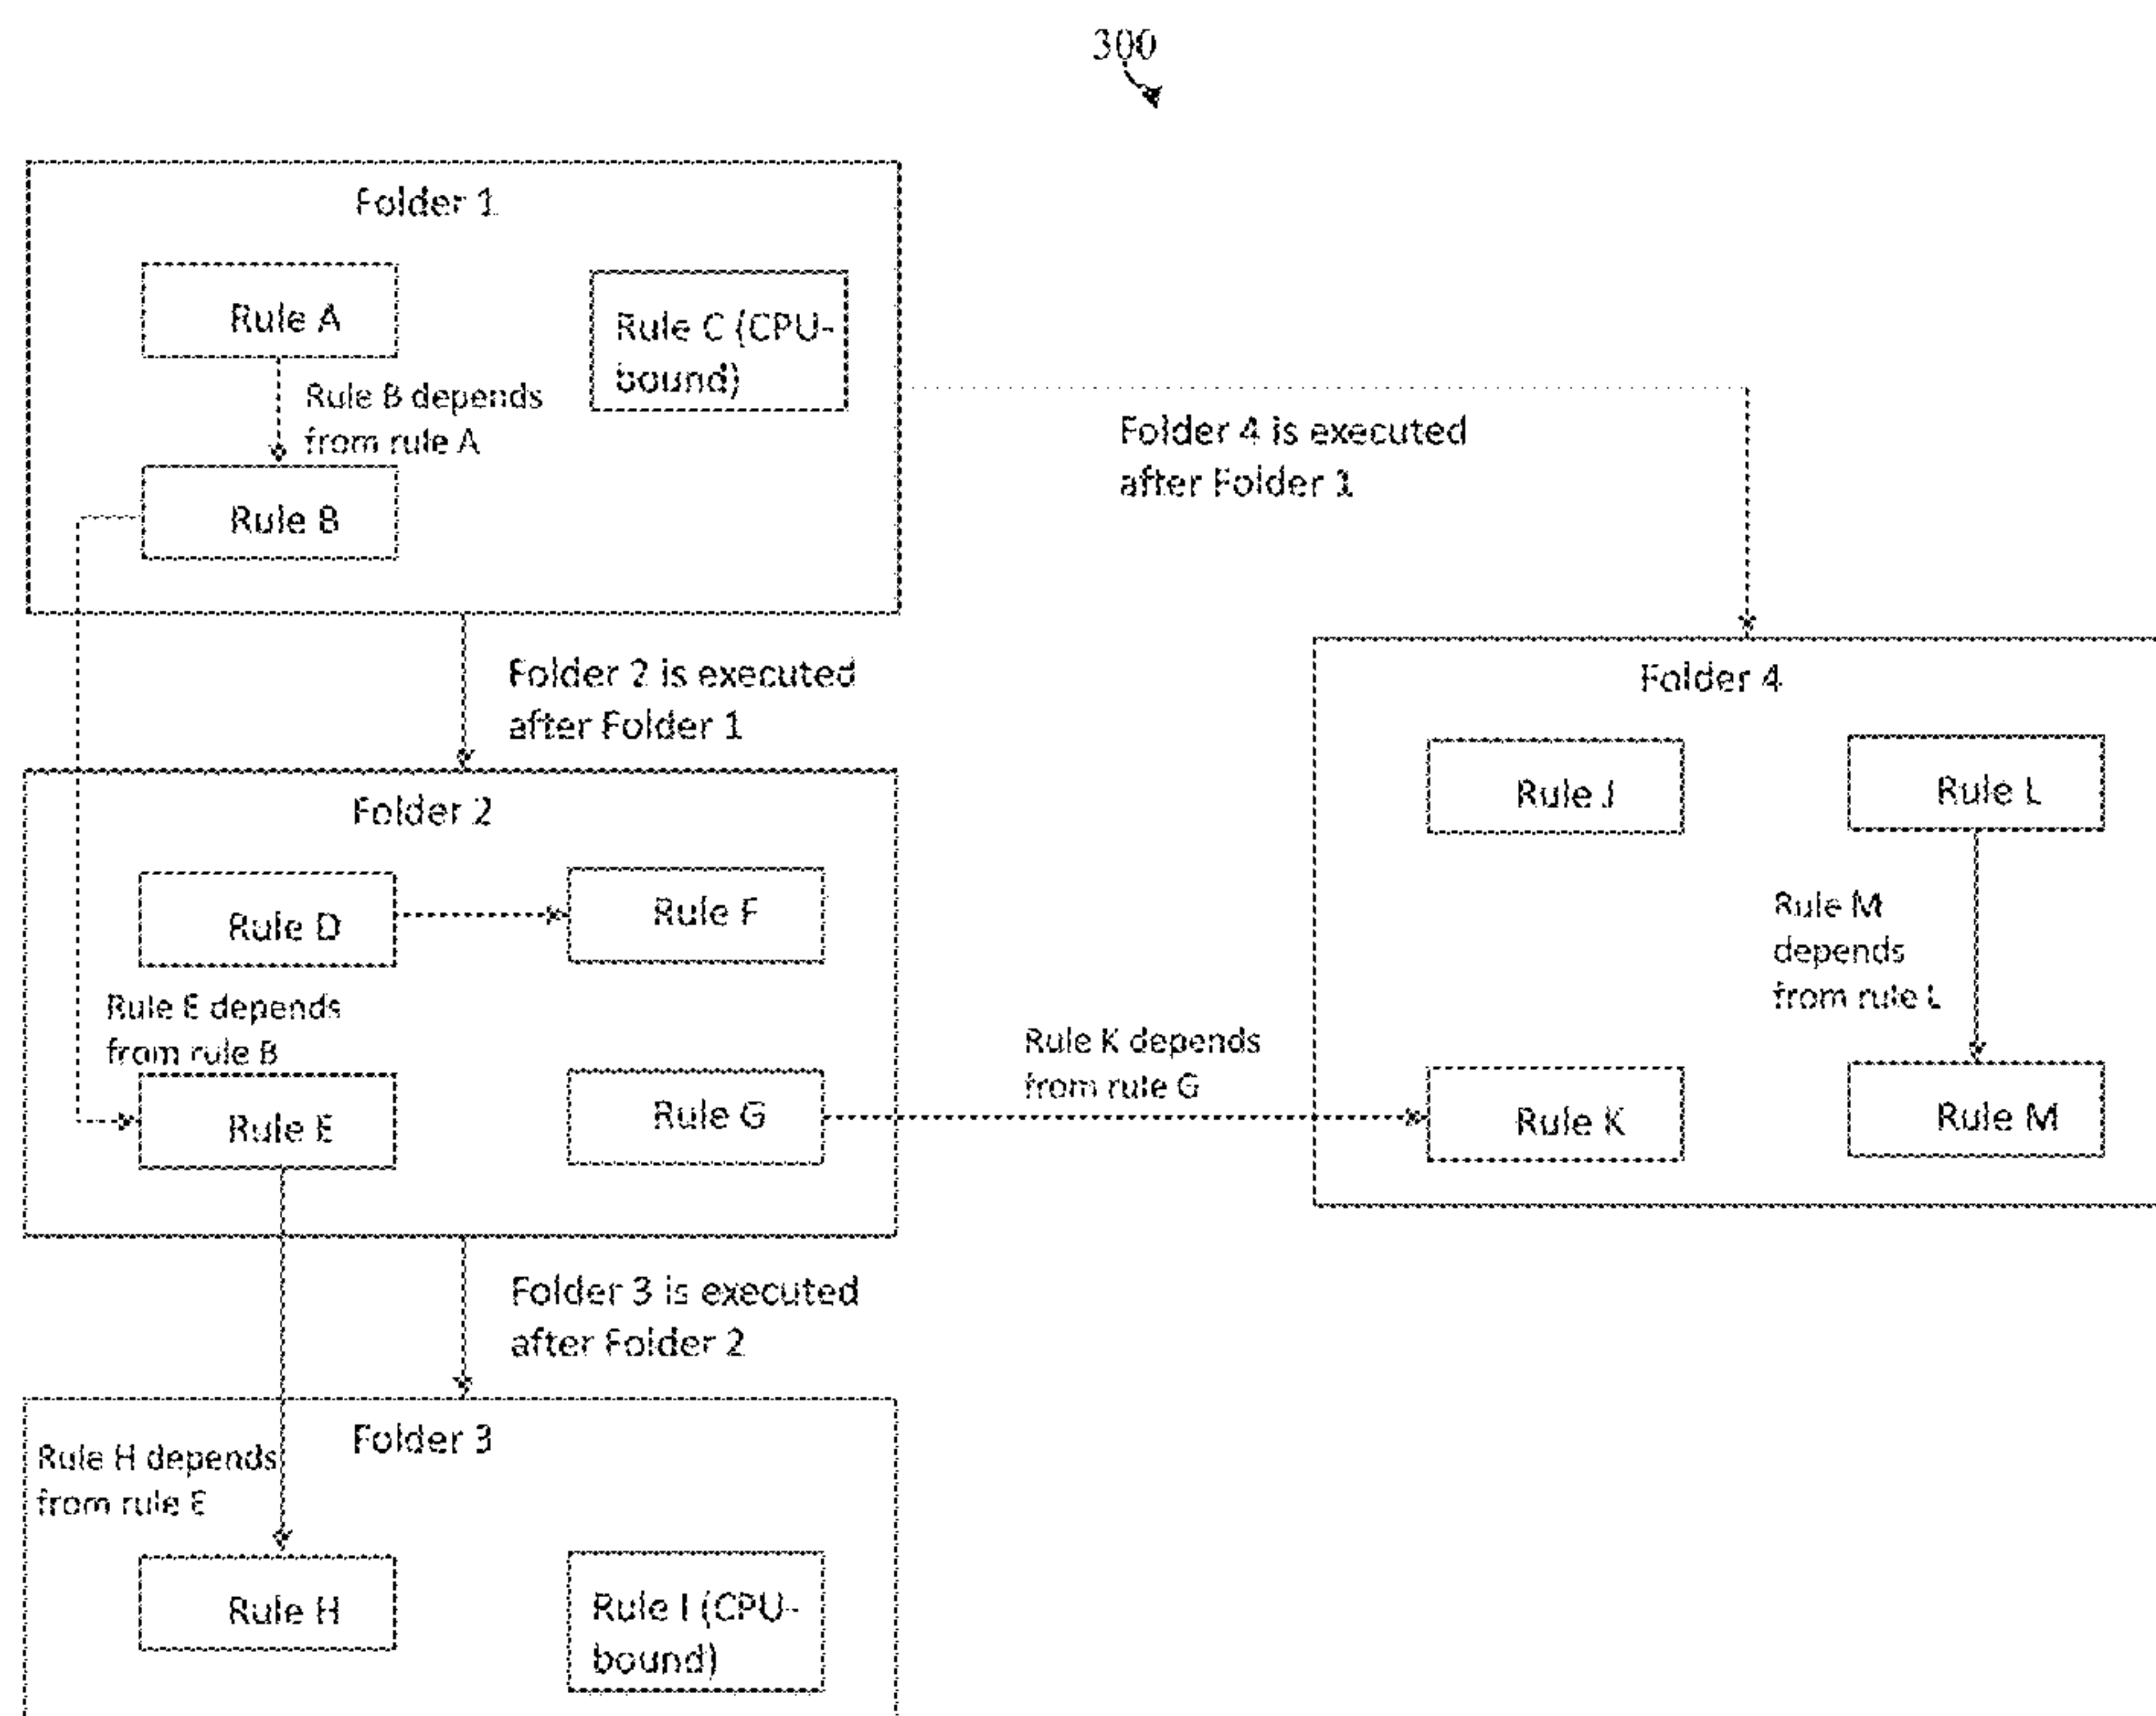 300
Folder 1
Rule A
Rule C (CPU-
bound)
Rule B depends
from rule A
Rule B
Folder 4 is executed
after Folder 1
Folder 2 is executed
after Folder 1
Folder 4
Rule J
Rule L
Rule M
depends
from rule L
Rule K
Rule M
Folder 2
Rule D
Rule F
Rule E depends
from rule B
Rule E
Rule G
Rule K depends
from rule G
Folder 3 is executed
after Folder 2
Folder 3
Rule H depends
from rule E
Rule H
Rule I (CPU-
bound)